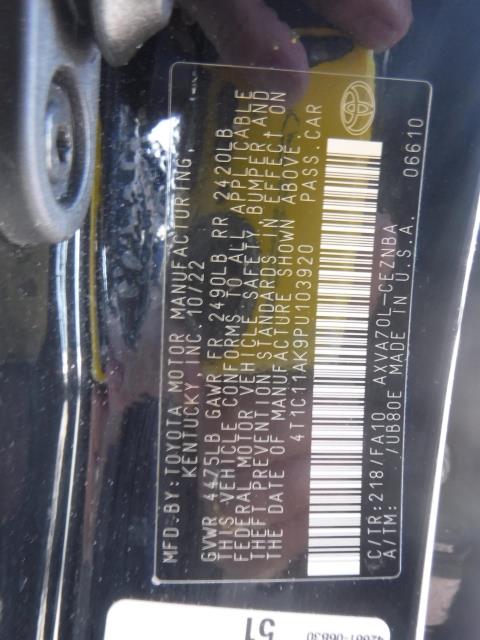 MFD.BY:TOYOTA MOTOR MANUFACTURING,
KENTUCKY INC. 10/22
GVWR 4475LB GAWR FR 2490LB RR 2420LB
THIS VEHICLE CONFORMS TO ALL APPLICABLE
FEDERAL MOTOR VEHICLE SAFETY, BUMPER, AND
THEFT PREVENTION STANDARDS IN EFFECT ON
THE DATE OF MANUFACTURE SHOWN ABOVE.
4T1C11AK9PU103920 PASS.CAR
C/TR:218/FA10 AXVA70L-CEZNBA
A/TM: /UB80E MADE IN U.S.A.
06610
51